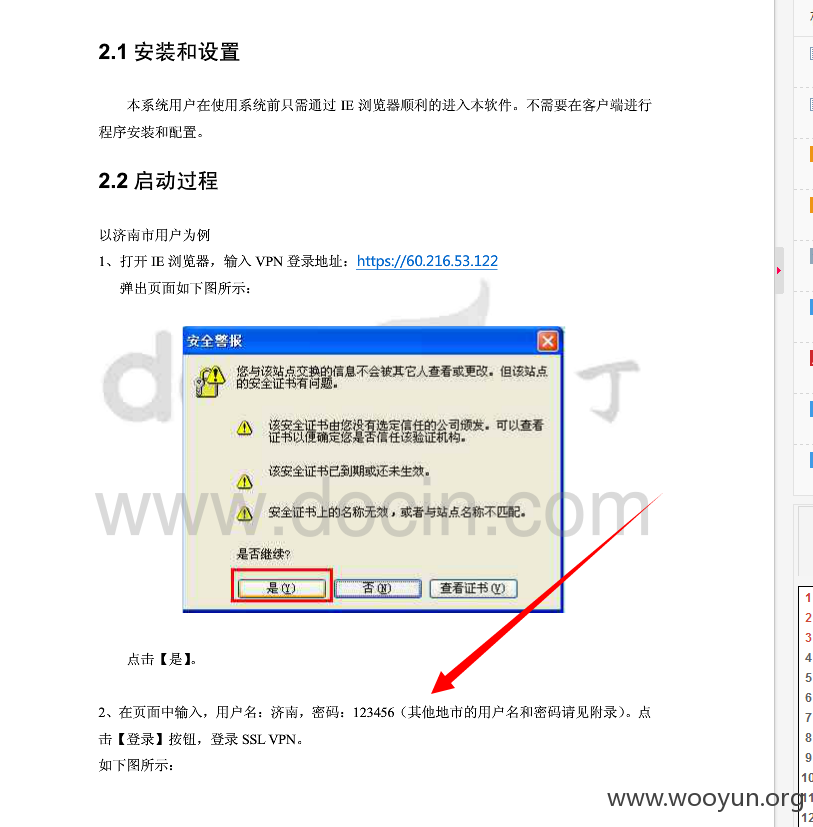 2.1 安装和设置
本系统用户在使用系统前只需通过 IE 浏览器顺利的进入本软件。不需要在客户端进行
程序安装和配置。
2.2 启动过程
以济南市用户为例
1、打开 IE 浏览器，输入 VPN 登录地址：https://60.216.53.122
弹出页面如下图所示：
安全警报
您与该站点交换的信息不会被其它人查看或更改。但该站点
的安全证书有问题。
该安全证书由您没有选定信任的公司颁发。可以查看
证书以便确定您是否信任该验证机构。
该安全证书已到期或还未生效。
www.docin.com
安全证书上的名称无效，或者与站点名称不匹配。
是否继续?
是(Y) 否(N) 查看证书(V)
点击【是】。
2、在页面中输入，用户名：济南，密码：123456（其他地市的用户名和密码请见附录）。点
击【登录】按钮，登录 SSL VPN。
如下图所示：
www.wooyun.org
1
2
3
4
5
6
7
8
9
10
11
12